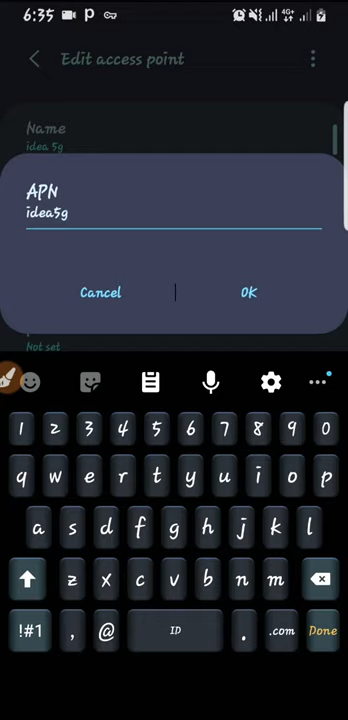 6:35 P 4G+
Edit access point
Name
idea 5g
APN
idea5g
Cancel OK
Not set
1 2 3 4 5 6 7 8 9 0
q w e r t y u i o p
a s d f g h j k l
z x c v b n m
!#1 , @ ID . .com Done